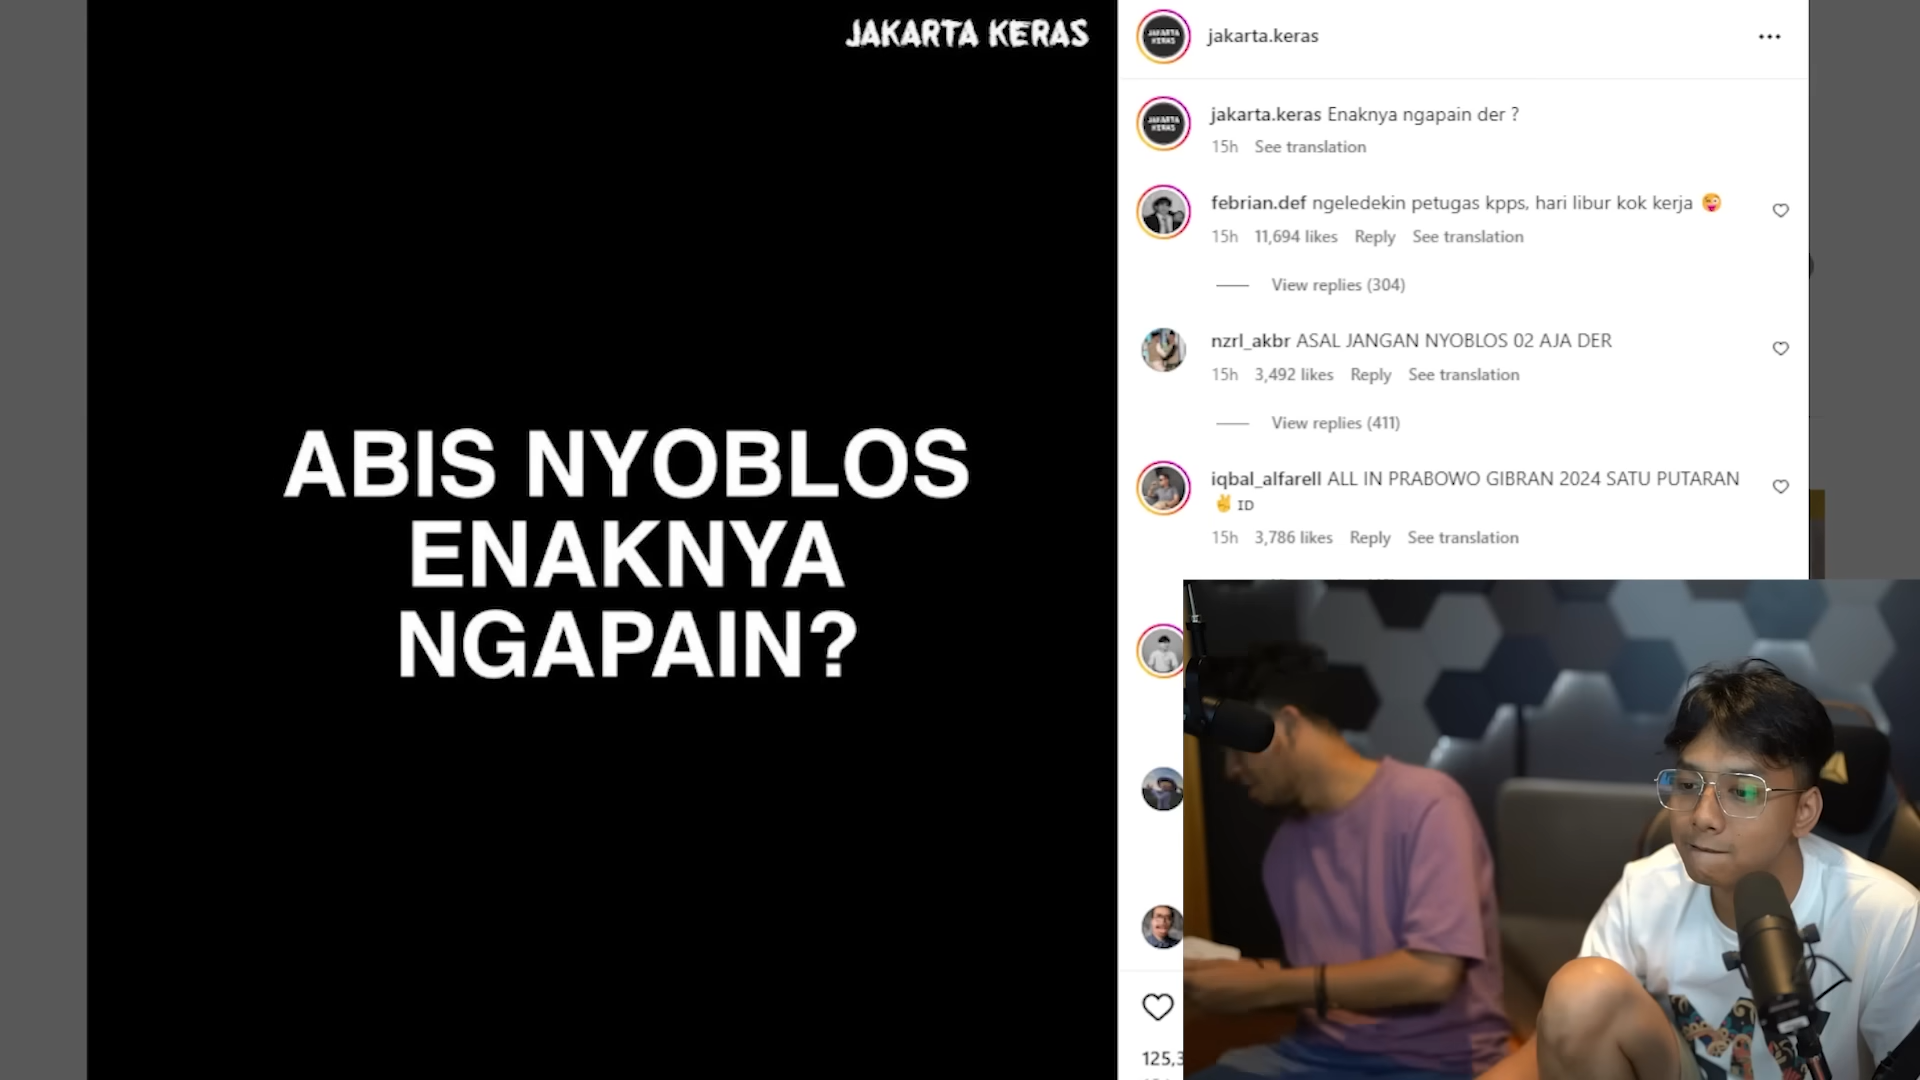 JAKARTA KERAS
ABIS NYOBLOS
ENAKNYA
NGAPAIN?
jakarta.keras
jakarta.keras Enaknya ngapain der ?
15h See translation
febrian.def ngeledekin petugas kpps, hari libur kok kerja 😜
15h 11,694 likes Reply See translation
View replies (304)
nzrl_akbr ASAL JANGAN NYOBLOS 02 AJA DER
15h 3,492 likes Reply See translation
View replies (411)
iqbal_alfarell ALL IN PRABOWO GIBRAN 2024 SATU PUTARAN
✌ ID
15h 3,786 likes Reply See translation
125,3